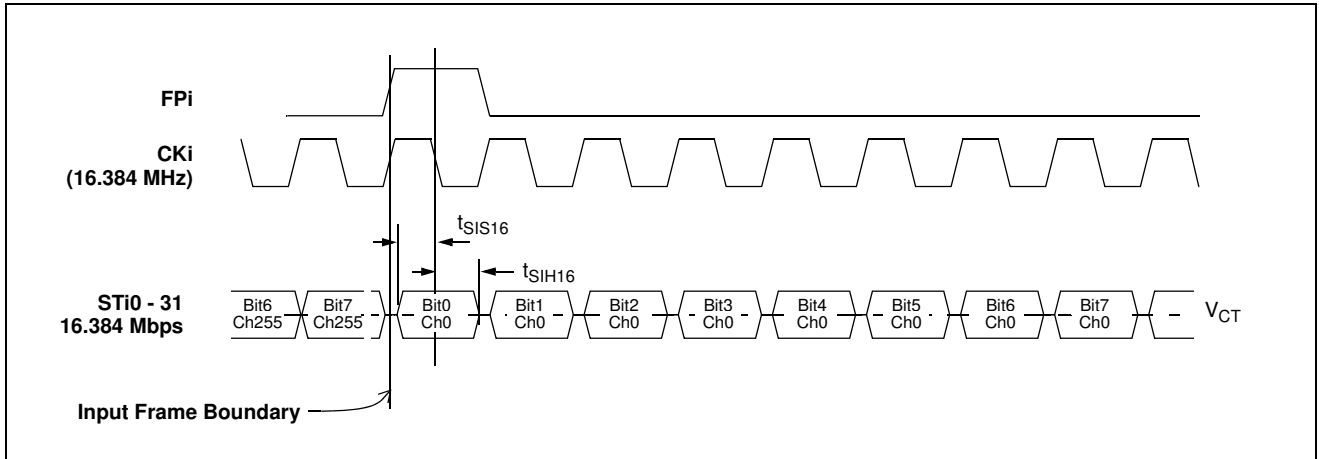 FPi
CKi
(16.384 MHz)
tSIS16
tSIH16
STi0 - 31
16.384 Mbps
Bit6
Ch255
Bit7
Ch255
Bit0
Ch0
Bit1
Ch0
Bit2
Ch0
Bit3
Ch0
Bit4
Ch0
Bit5
Ch0
Bit6
Ch0
Bit7
Ch0
VCT
Input Frame Boundary